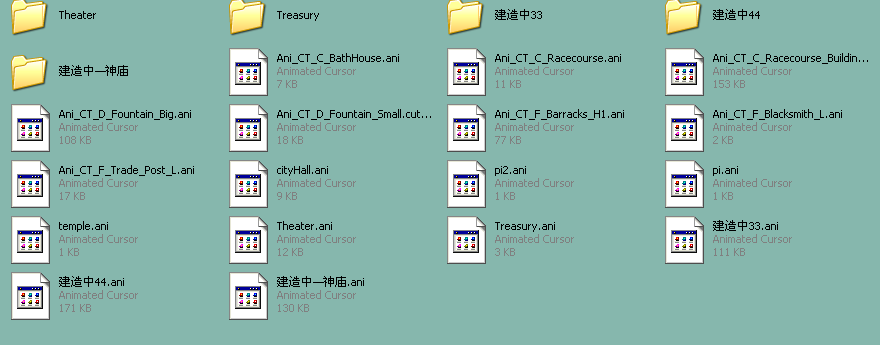 Theater
Treasury
建造中33
建造中44
建造中—神庙
Ani_CT_C_BathHouse.ani
Animated Cursor
7 KB
Ani_CT_C_Racecourse.ani
Animated Cursor
11 KB
Ani_CT_C_Racecourse_Buildin...
Animated Cursor
153 KB
Ani_CT_D_Fountain_Big.ani
Animated Cursor
108 KB
Ani_CT_D_Fountain_Small.cut...
Animated Cursor
18 KB
Ani_CT_F_Barracks_H1.ani
Animated Cursor
77 KB
Ani_CT_F_Blacksmith_L.ani
Animated Cursor
2 KB
Ani_CT_F_Trade_Post_L.ani
Animated Cursor
17 KB
cityHall.ani
Animated Cursor
9 KB
pi2.ani
Animated Cursor
1 KB
pi.ani
Animated Cursor
1 KB
temple.ani
Animated Cursor
1 KB
Theater.ani
Animated Cursor
12 KB
Treasury.ani
Animated Cursor
3 KB
建造中33.ani
Animated Cursor
111 KB
建造中44.ani
Animated Cursor
171 KB
建造中—神庙.ani
Animated Cursor
130 KB